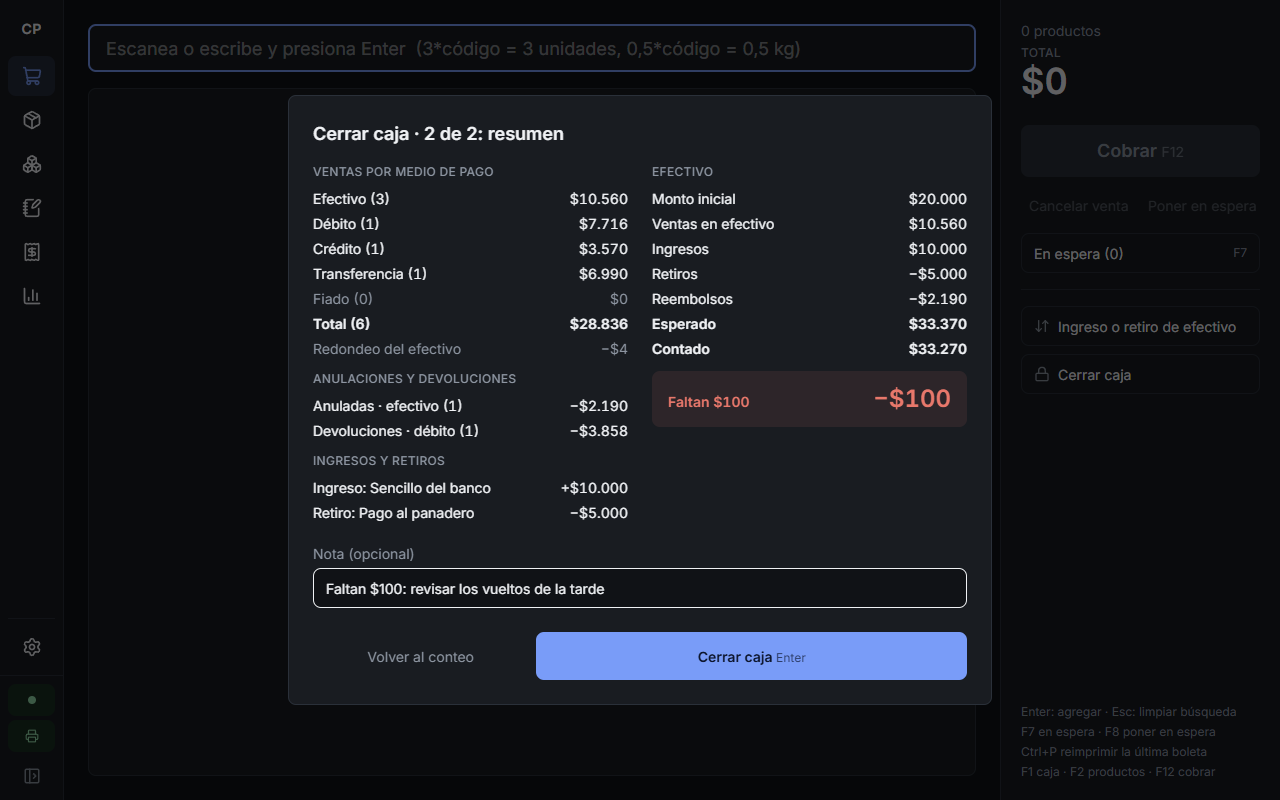 CP
Escanea o escribe y presiona Enter (3*código = 3 unidades, 0,5*código = 0,5 kg)
0 productos
TOTAL
$0
Cobrar F12
Cancelar venta Poner en espera
En espera (0) F7
Ingreso o retiro de efectivo
Cerrar caja
Cerrar caja · 2 de 2: resumen
VENTAS POR MEDIO DE PAGO
Efectivo (3) $10.560
Débito (1) $7.716
Crédito (1) $3.570
Transferencia (1) $6.990
Fiado (0) $0
Total (6) $28.836
Redondeo del efectivo −$4
ANULACIONES Y DEVOLUCIONES
Anuladas · efectivo (1) −$2.190
Devoluciones · débito (1) −$3.858
INGRESOS Y RETIROS
Ingreso: Sencillo del banco +$10.000
Retiro: Pago al panadero −$5.000
EFECTIVO
Monto inicial $20.000
Ventas en efectivo $10.560
Ingresos $10.000
Retiros −$5.000
Reembolsos −$2.190
Esperado $33.370
Contado $33.270
Faltan $100 −$100
Nota (opcional)
Faltan $100: revisar los vueltos de la tarde
Volver al conteo
Cerrar caja Enter
Enter: agregar · Esc: limpiar búsqueda
F7 en espera · F8 poner en espera
Ctrl+P reimprimir la última boleta
F1 caja · F2 productos · F12 cobrar